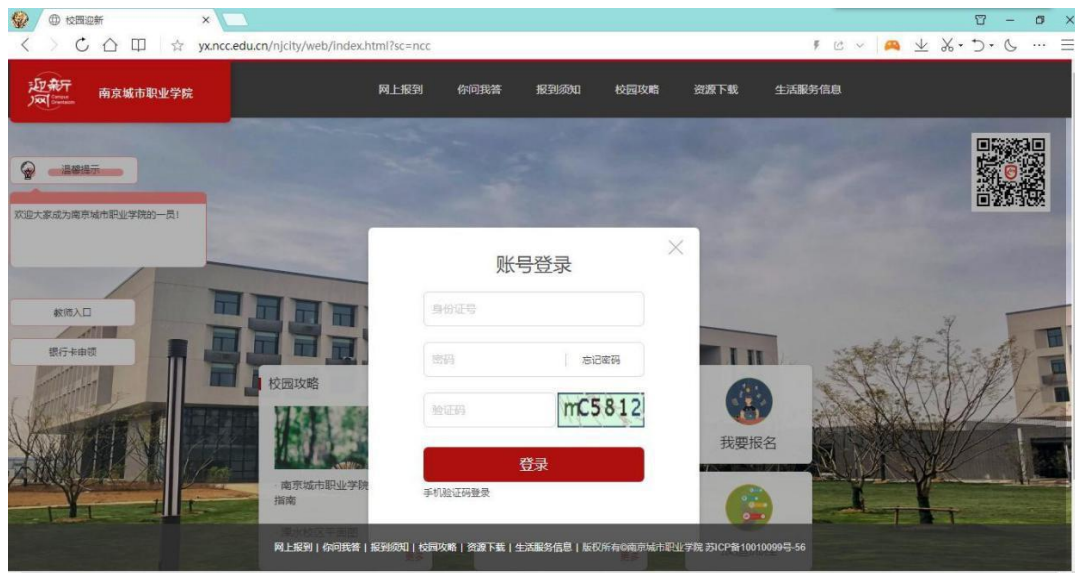 校园迎新
yx.ncc.edu.cn/njcity/web/index.html?sc=ncc
迎新厅
Campus
Orientation
南京城市职业学院
网上报到 你问我答 报到须知 校园攻略 资源下载 生活服务信息
温馨提示
欢迎大家成为南京城市职业学院的一员!
教师入口
银行卡申领
账号登录
身份证号
密码 忘记密码
验证码 mC5812
登录
手机验证码登录
校园攻略
· 南京城市职业学院
指南
我要报名
网上报到 | 你问我答 | 报到须知 | 校园攻略 | 资源下载 | 生活服务信息 | 版权所有©南京城市职业学院 苏ICP备10010099号-56